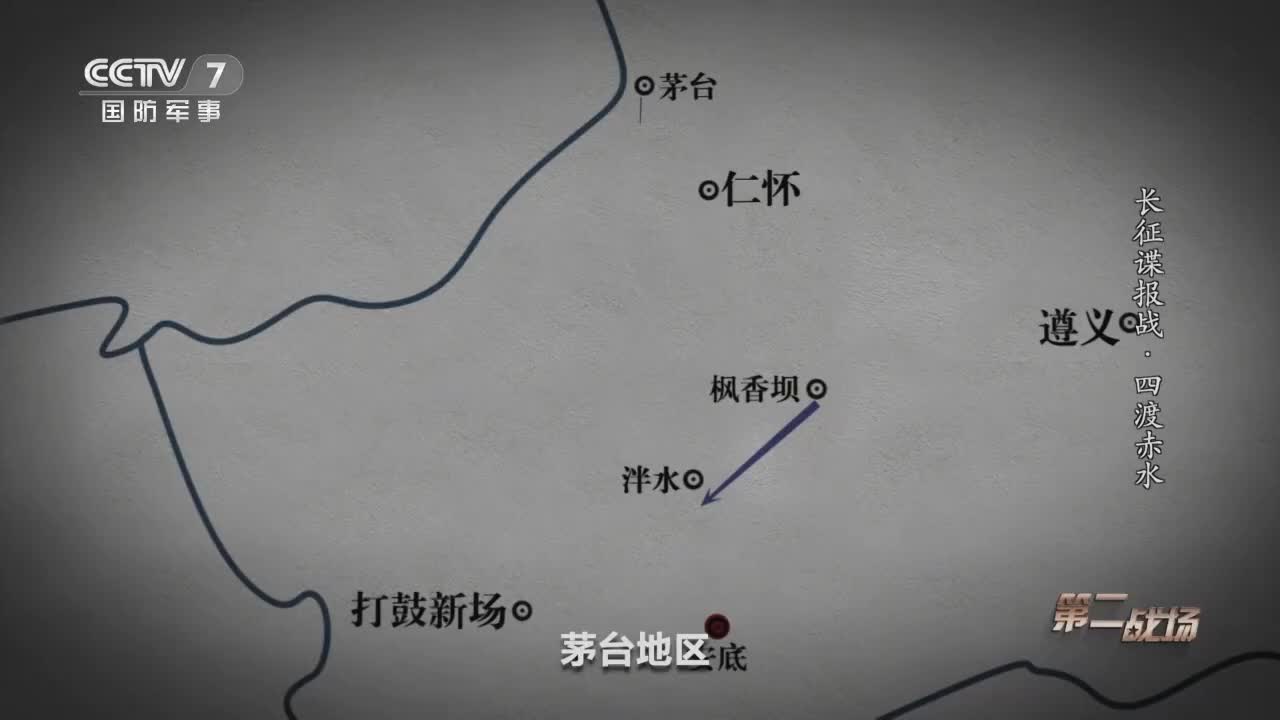 CCTV 7
国防军事
茅台
仁怀
长征谍报战·四渡赤水
遵义
枫香坝
泮水
打鼓新场
第二战场
茅台地区
底